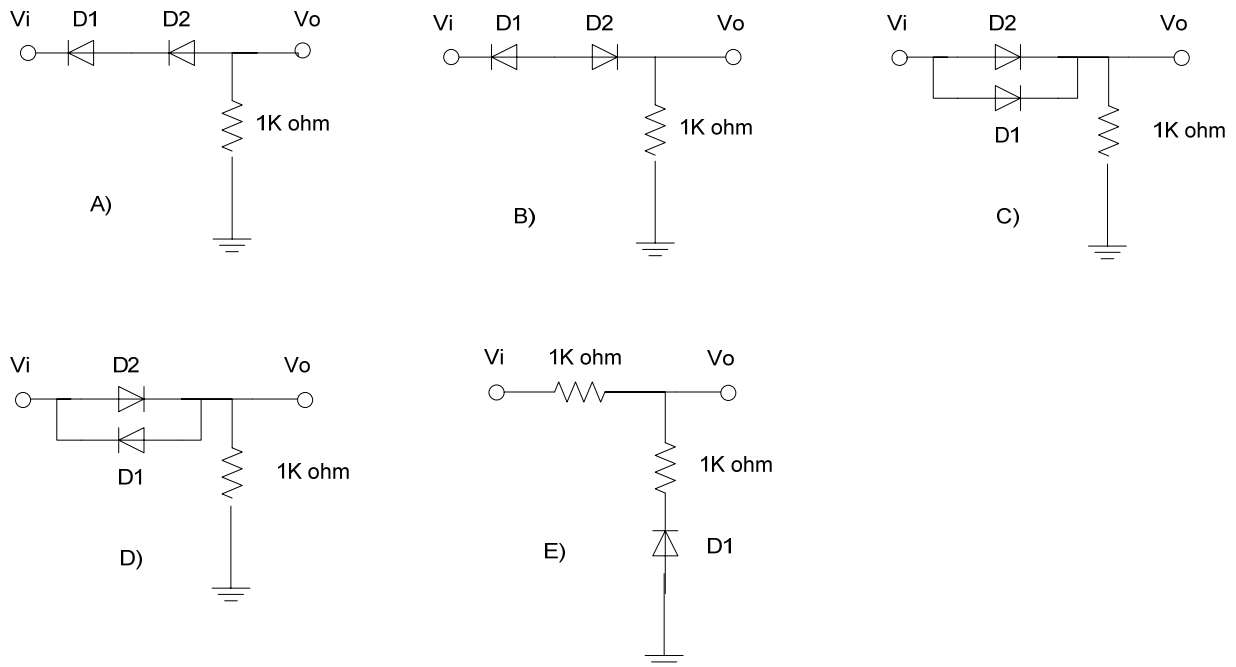 Vi D1 D2 Vo
1K ohm
A)
Vi D1 D2 Vo
1K ohm
B)
Vi D2 Vo
D1
1K ohm
C)
Vi D2 Vo
D1
1K ohm
D)
Vi 1K ohm Vo
1K ohm
D1
E)